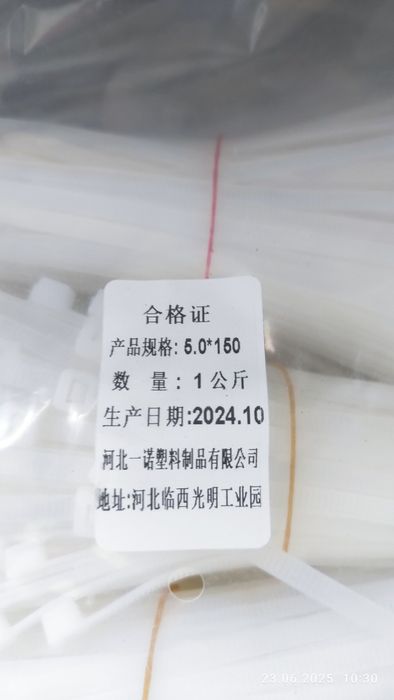 合格证
产品规格: 5.0*150
数 量: 1公斤
生产日期:2024.10
河北一诺塑料制品有限公司
地址:河北临西光明工业园
23.06.2025 10:30